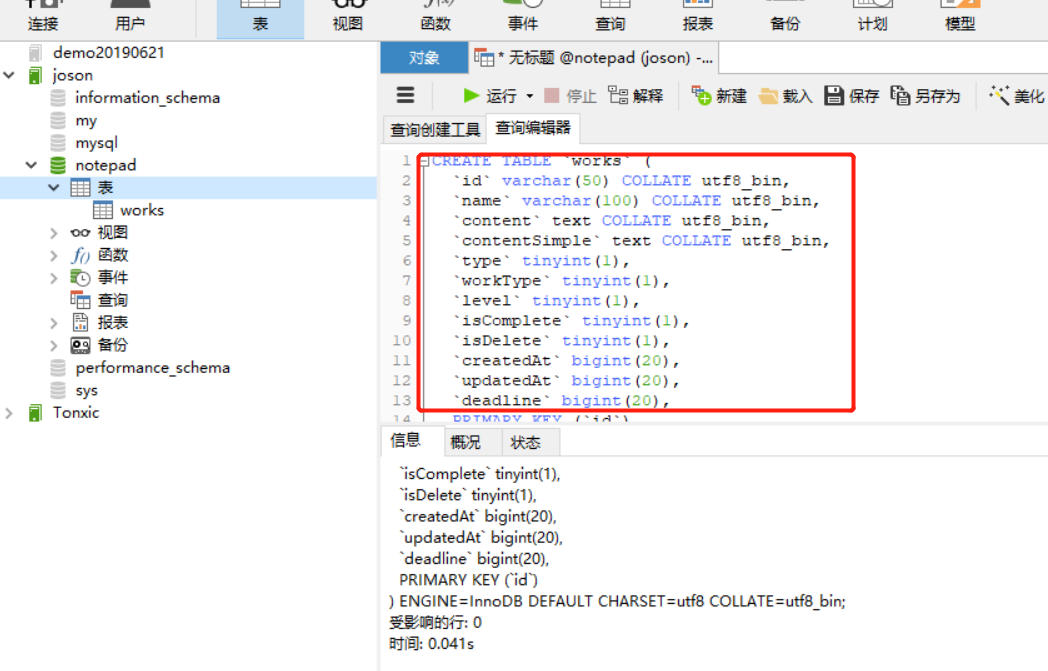 连接 用户 表 视图 函数 事件 查询 报表 备份 计划 模型
demo20190621
joson
information_schema
my
mysql
notepad
表
works
视图
函数
事件
查询
报表
备份
performance_schema
sys
Tonxic
对象 * 无标题 @notepad (joson) -...
运行 停止 解释 新建 载入 保存 另存为 美化
查询创建工具 查询编辑器
1 CREATE TABLE `works` (
2 `id` varchar(50) COLLATE utf8_bin,
3 `name` varchar(100) COLLATE utf8_bin,
4 `content` text COLLATE utf8_bin,
5 `contentSimple` text COLLATE utf8_bin,
6 `type` tinyint(1),
7 `workType` tinyint(1),
8 `level` tinyint(1),
9 `isComplete` tinyint(1),
10 `isDelete` tinyint(1),
11 `createdAt` bigint(20),
12 `updatedAt` bigint(20),
13 `deadline` bigint(20),
14 PRIMARY KEY (`id`)
信息 概况 状态
`isComplete` tinyint(1),
`isDelete` tinyint(1),
`createdAt` bigint(20),
`updatedAt` bigint(20),
`deadline` bigint(20),
PRIMARY KEY (`id`)
) ENGINE=InnoDB DEFAULT CHARSET=utf8 COLLATE=utf8_bin;
受影响的行: 0
时间: 0.041s